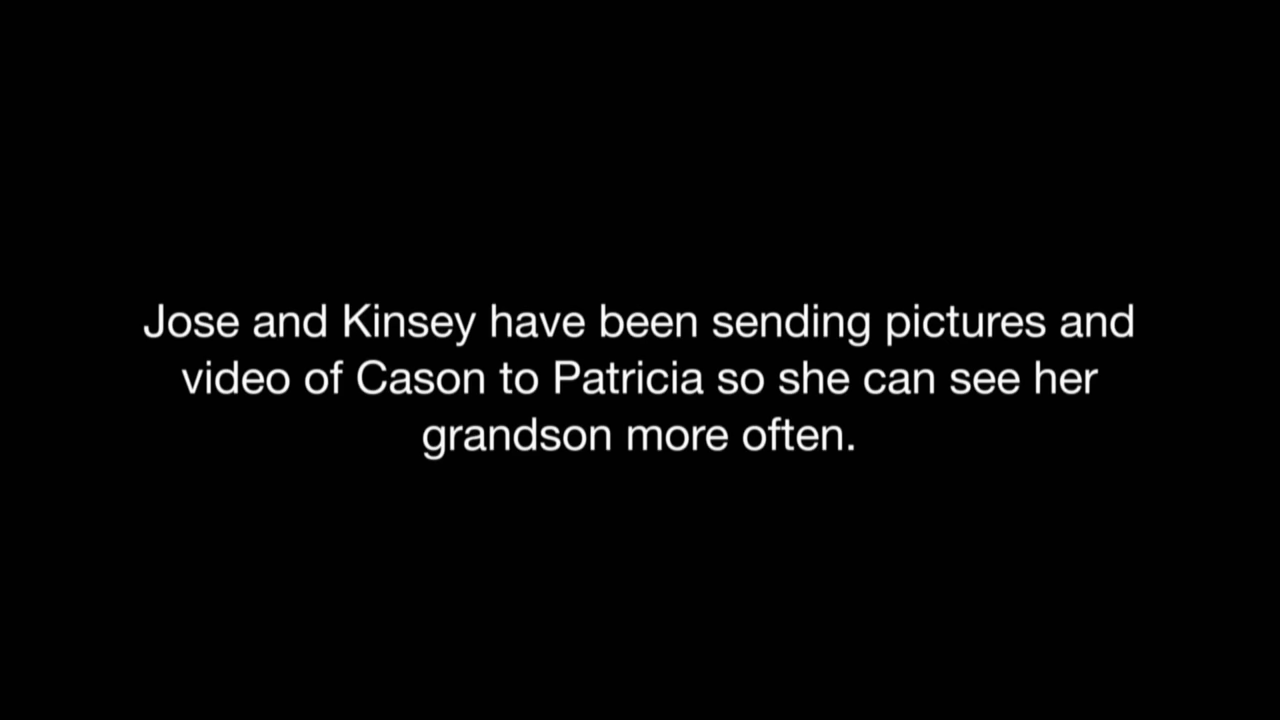 Jose and Kinsey have been sending pictures and
video of Cason to Patricia so she can see her
grandson more often.